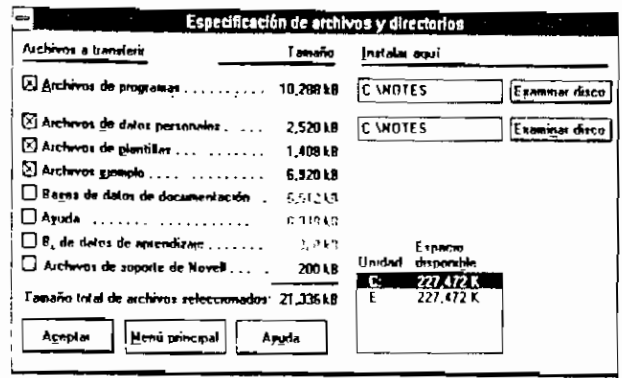 Especificación de archivos y directorios
Archivos a transferir Tamaño Instalar aquí
Archivos de programas .......... 10,288 kB C:\NOTES Examinar disco
Archivos de datos personales .... 2,520 kB C:\NOTES Examinar disco
Archivos de plantillas .......... 1,408 kB
Archivos ejemplo .......... 6,920 kB
Bases de datos de documentación .
Ayuda ..............
B. de datos de aprendizaje .......
Archivos de soporte de Novell .... 200 kB
Espacio
Unidad disponible
C: 227,472 K
E 227,472 K
Tamaño total de archivos seleccionados: 21,336 kB
Aceptar Menú principal Ayuda